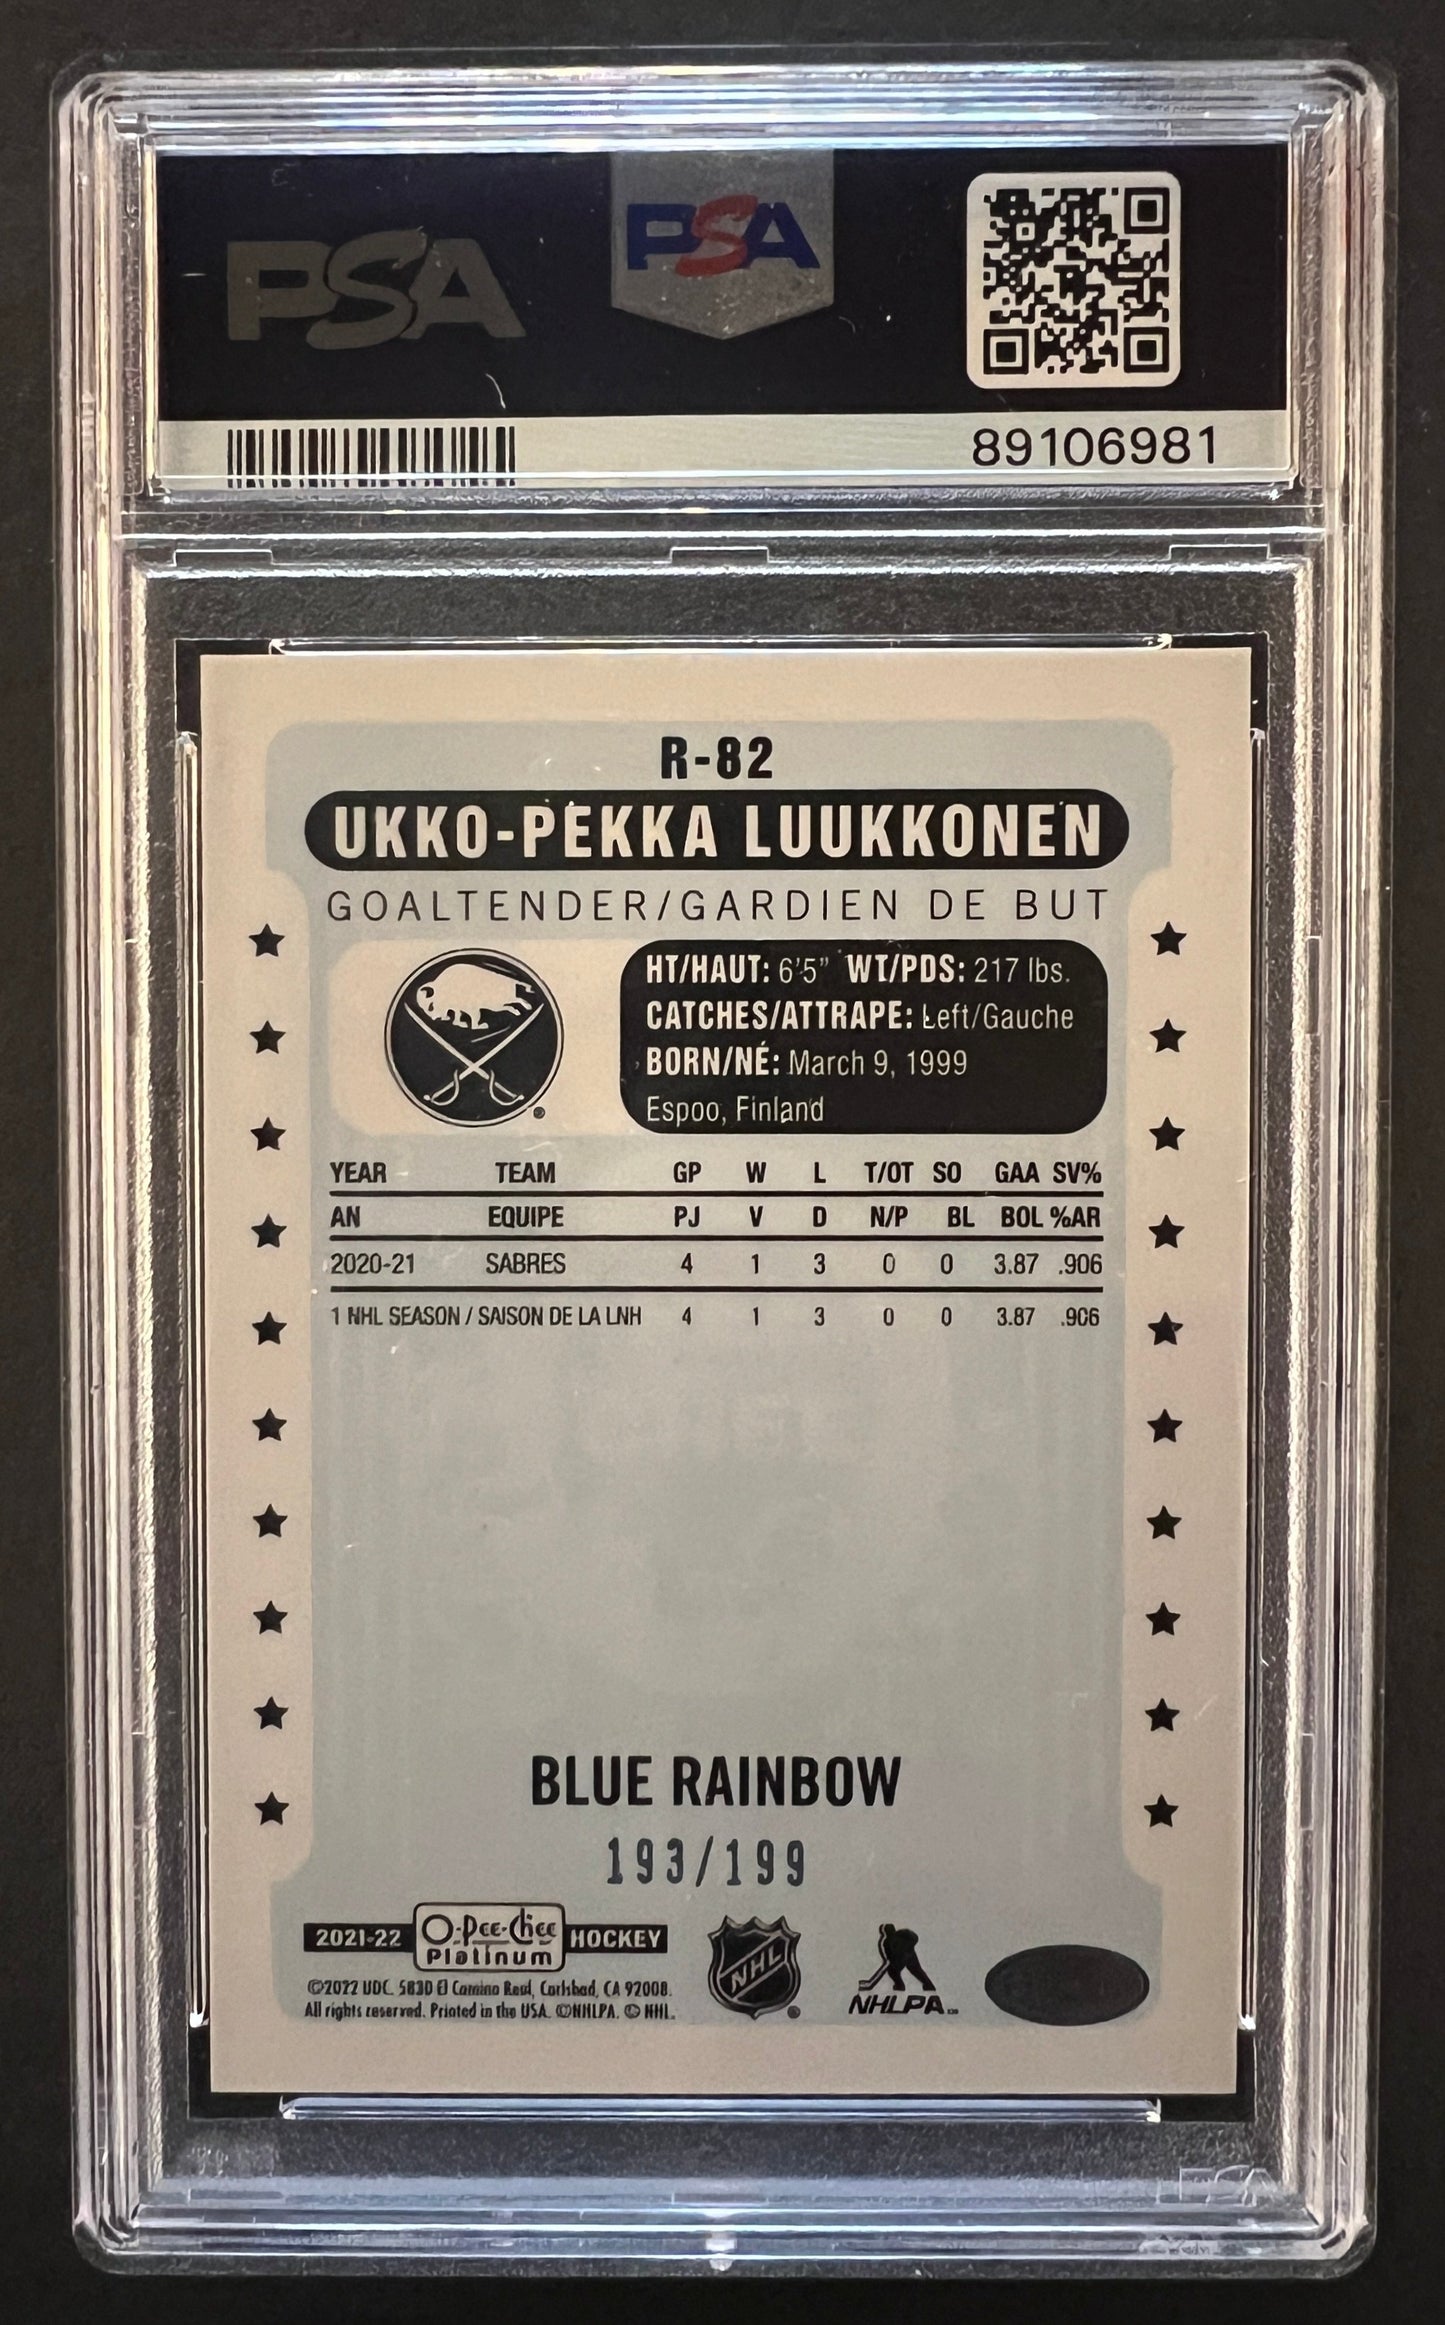 PSA
PSA
89106981
R-82
UKKO-PEKKA LUUKKONEN
GOALTENDER/GARDIEN DE BUT
HT/HAUT: 6'5" WT/PDS: 217 lbs.
CATCHES/ATTRAPE: Left/Gauche
BORN/NÉ: March 9, 1999
Espoo, Finland
YEAR TEAM GP W L T/OT SO GAA SV%
AN EQUIPE PJ V D N/P BL BOL %AR
2020-21 SABRES 4 1 3 0 0 3.87 .906
1 NHL SEASON / SAISON DE LA LNH 4 1 3 0 0 3.87 .906
BLUE RAINBOW
193/199
2021-22 O-Pee-Chee Platinum HOCKEY
©2022 UDC. 5830 El Camino Real, Carlsbad, CA 92008.
All rights reserved. Printed in the USA. ©NHLPA. © NHL.
NHL
NHLPA
PSA